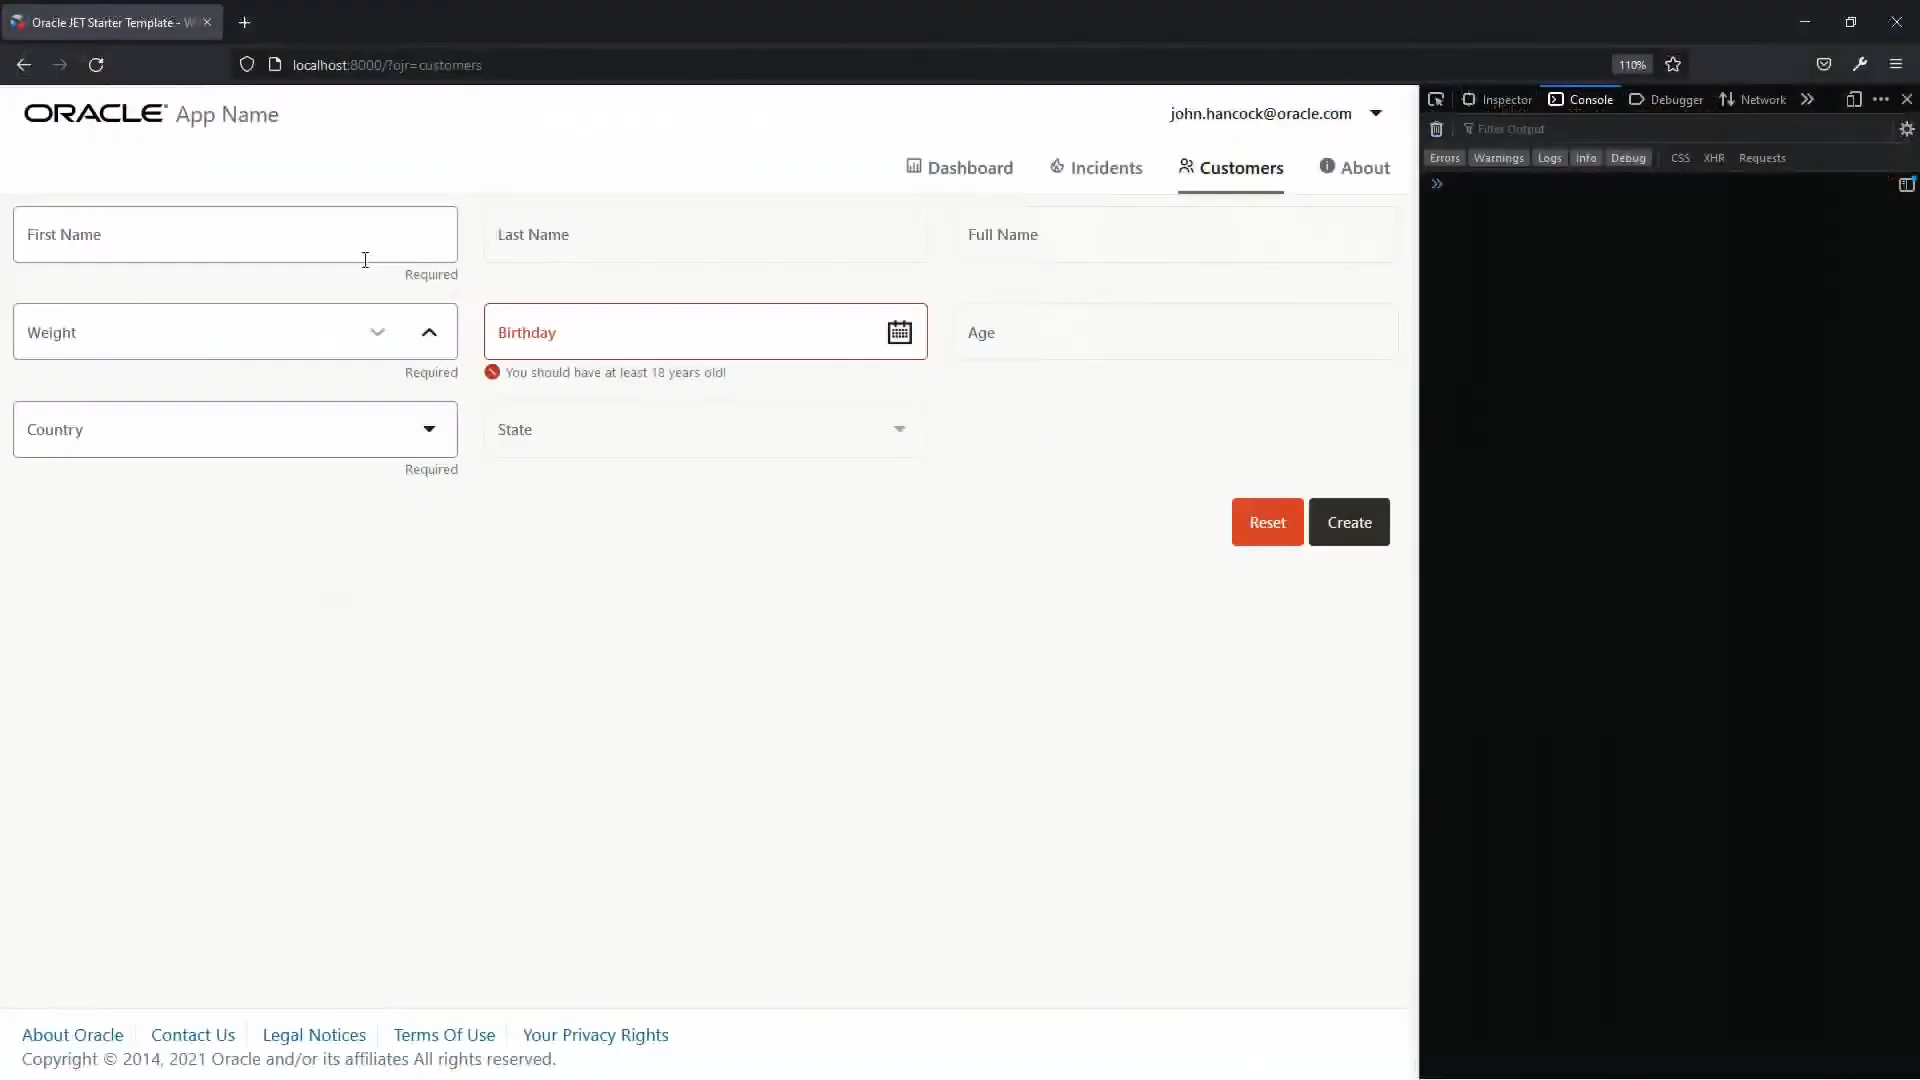 Oracle JET Starter Template - W
localhost:8000/?ojr=customers
110%
ORACLE App Name
john.hancock@oracle.com
Dashboard
Incidents
Customers
About
First Name
Required
Last Name
Full Name
Weight
Required
Birthday
You should have at least 18 years old!
Age
Country
Required
State
Reset
Create
About Oracle
Contact Us
Legal Notices
Terms Of Use
Your Privacy Rights
Copyright © 2014, 2021 Oracle and/or its affiliates All rights reserved.
Inspector
Console
Debugger
Network
Filter Output
Errors
Warnings
Logs
Info
Debug
CSS
XHR
Requests